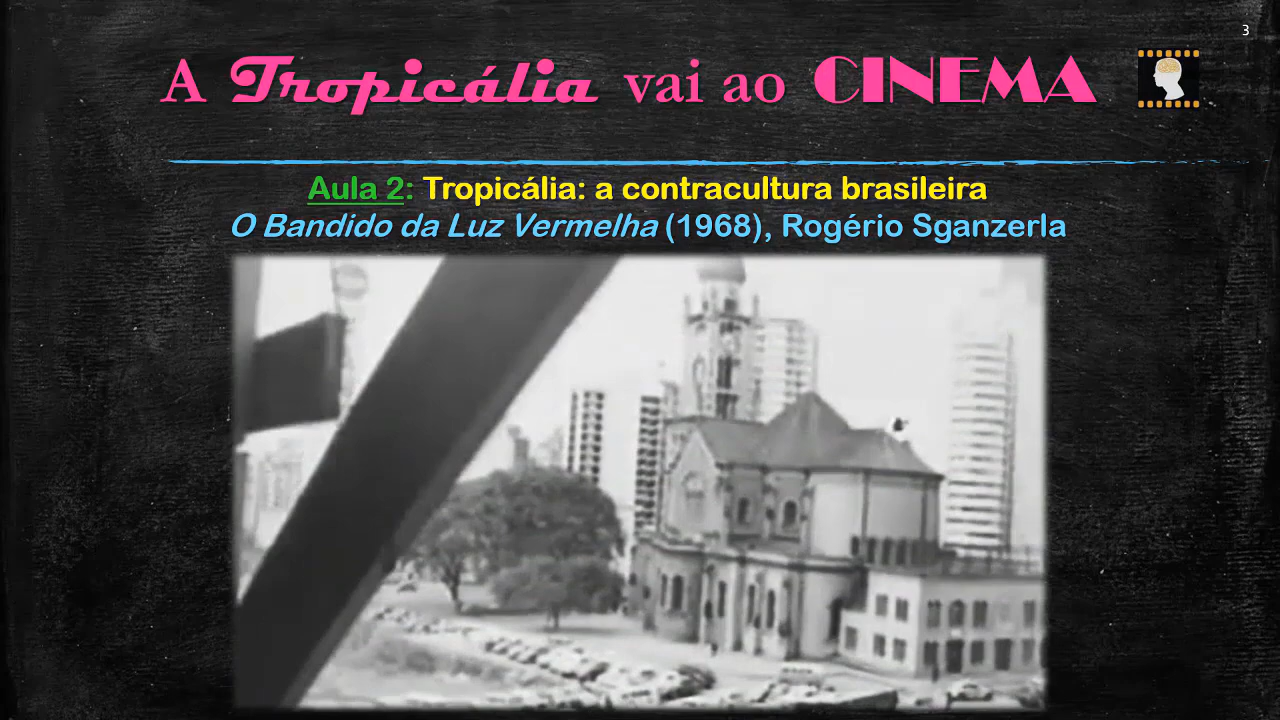 3
A Tropicália vai ao CINEMA
Aula 2: Tropicália: a contracultura brasileira
O Bandido da Luz Vermelha (1968), Rogério Sganzerla